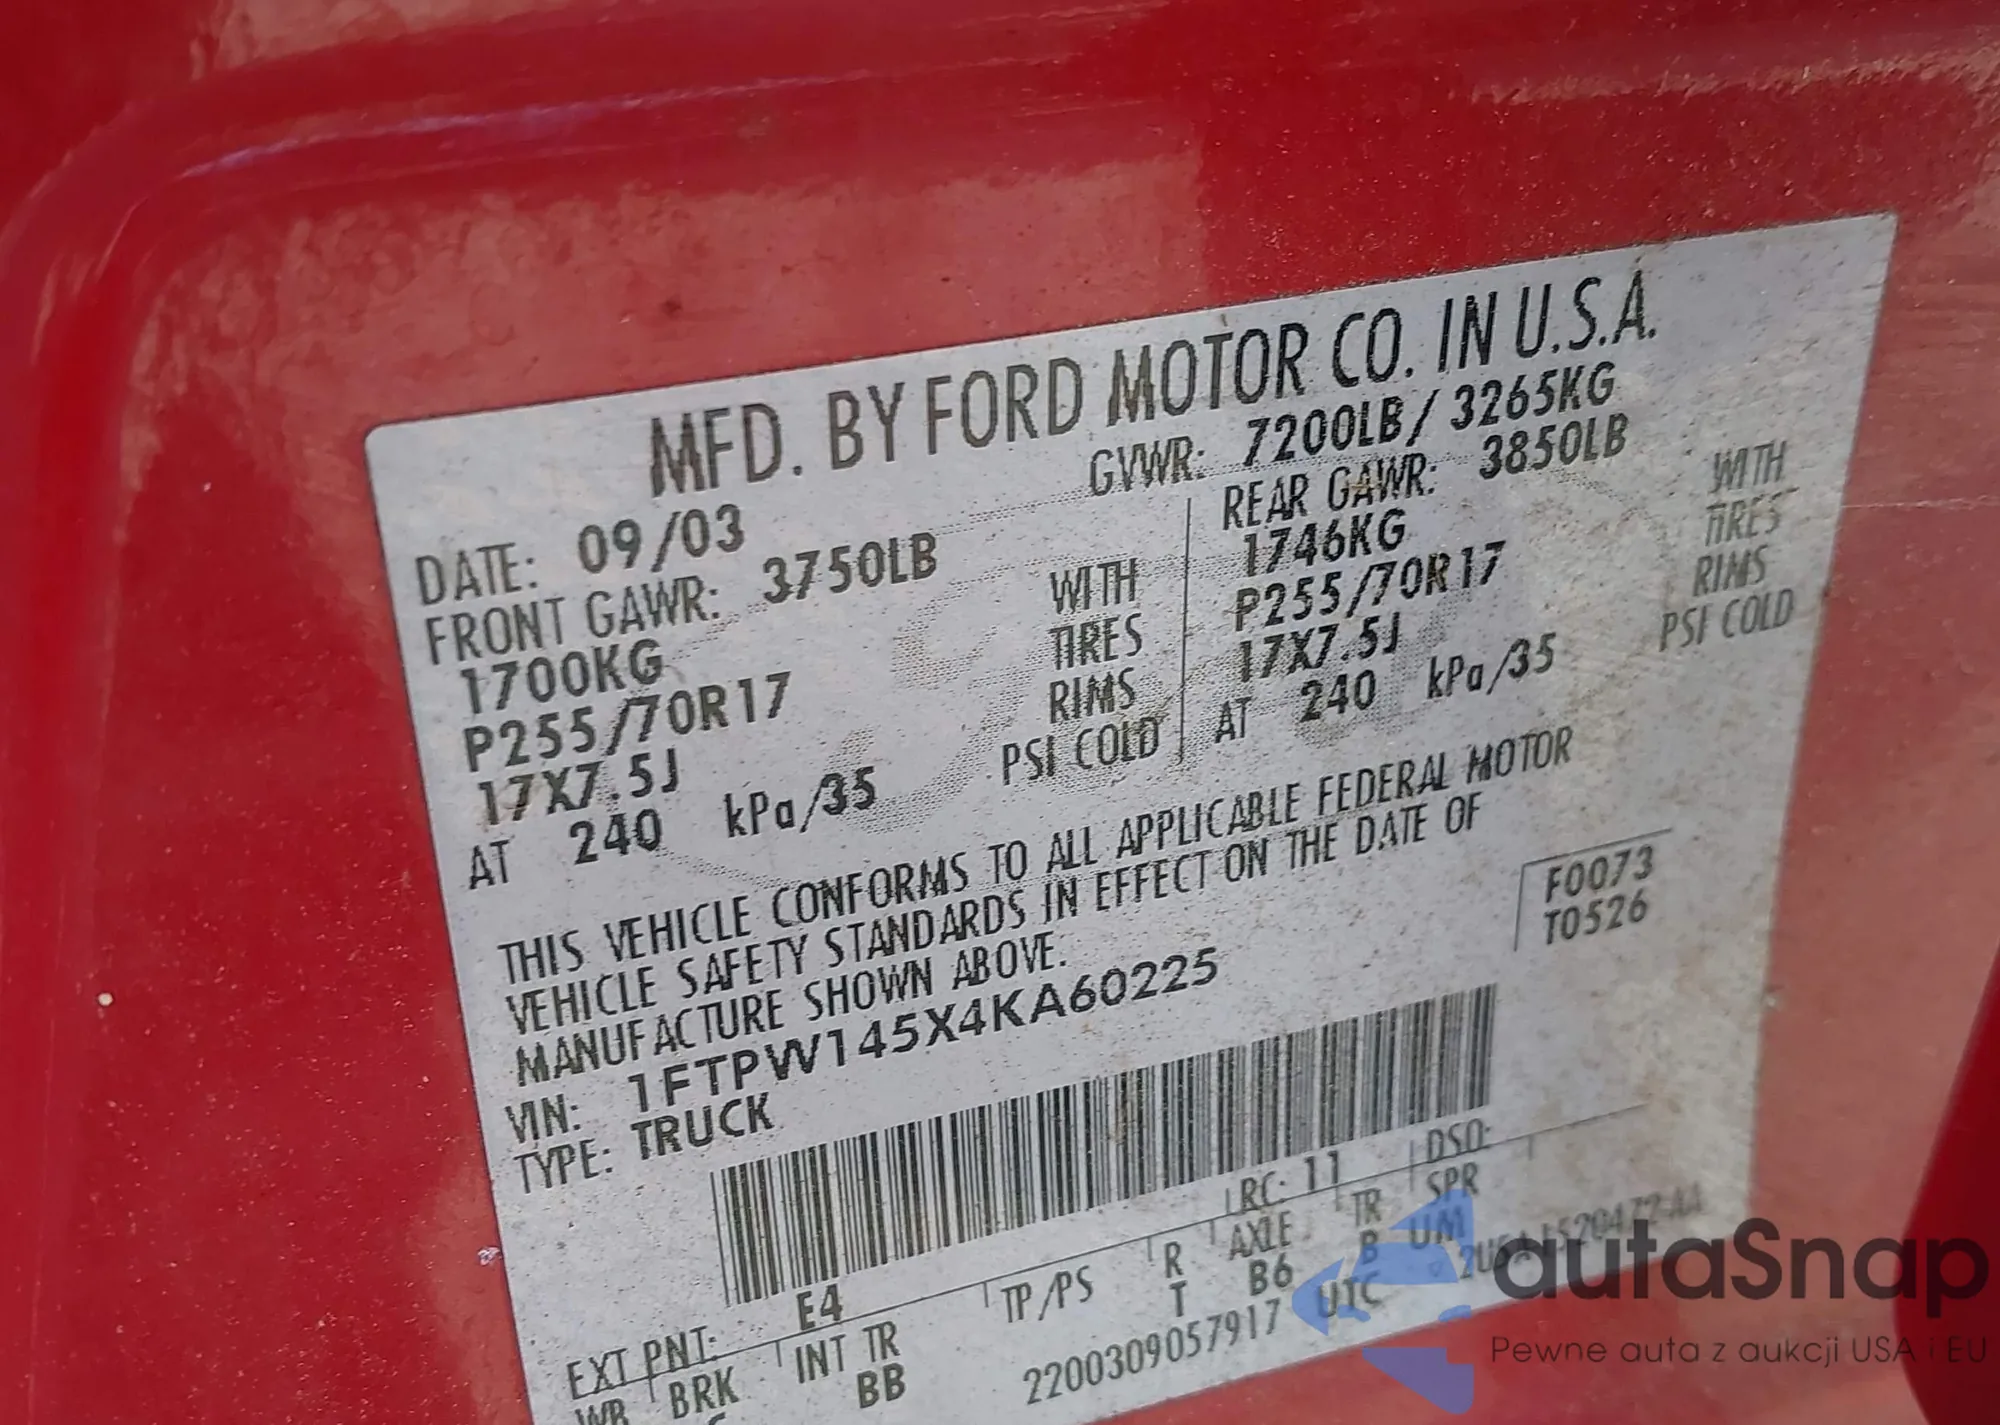 MFD. BY FORD MOTOR CO. IN U.S.A.
DATE: 09/03 GVWR: 7200LB/ 3265KG
FRONT GAWR: 3750LB REAR GAWR: 3850LB
1700KG WITH 1746KG WITH
P255/70R17 TIRES P255/70R17 TIRES
17X7.5J RIMS 17X7.5J RIMS
AT 240 kPa/35 PSI COLD AT 240 kPa/35 PSI COLD
THIS VEHICLE CONFORMS TO ALL APPLICABLE FEDERAL MOTOR
VEHICLE SAFETY STANDARDS IN EFFECT ON THE DATE OF
MANUFACTURE SHOWN ABOVE.
F0073
T0526
VIN: 1FTPW145X4KA60225
TYPE: TRUCK
EXT PNT: E4 RC: 11 DSO:
WB BRK INT TR TP/PS R AXLE TR SPR
BB T B6 B UM
2200309057917 UTC
autaSnap
Pewne auta z aukcji USA i EU